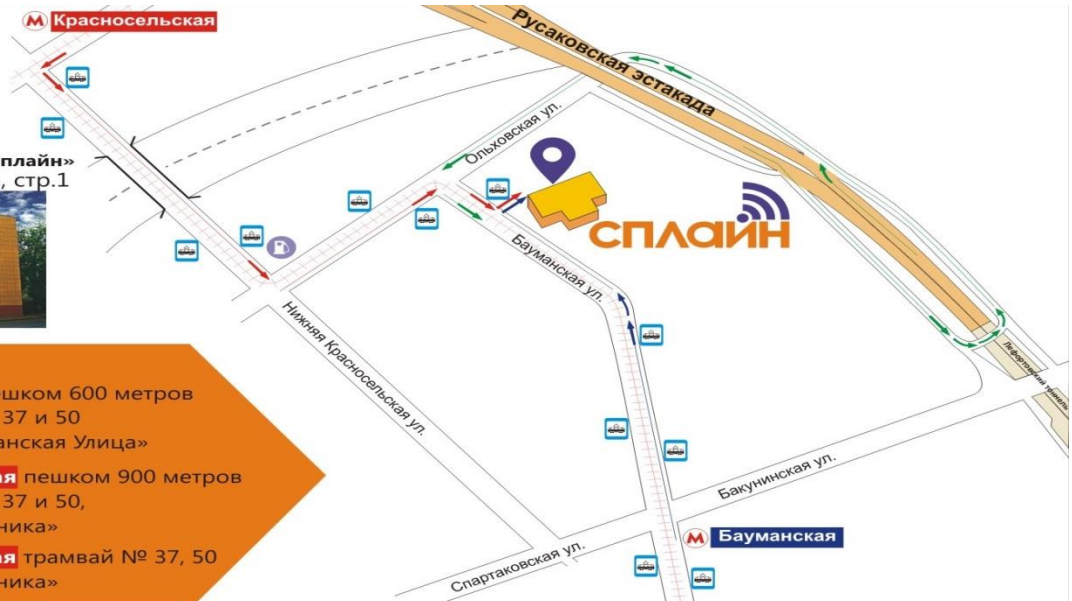 Красносельская
Русаковская эстакада
Ольховская ул.
плайн»
, стр.1
СПЛАЙН
Бауманская ул.
Нижняя Красносельская ул.
Лефортовский тоннель
ешком 600 метров
37 и 50
анская Улица»
ая пешком 900 метров
37 и 50,
ника»
ая трамвай № 37, 50
ника»
Бакунинская ул.
М Бауманская
Спартаковская ул.